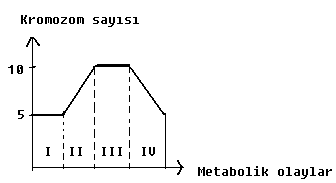 Kromozom sayısı
10
5
I II III IV
Metabolik olaylar